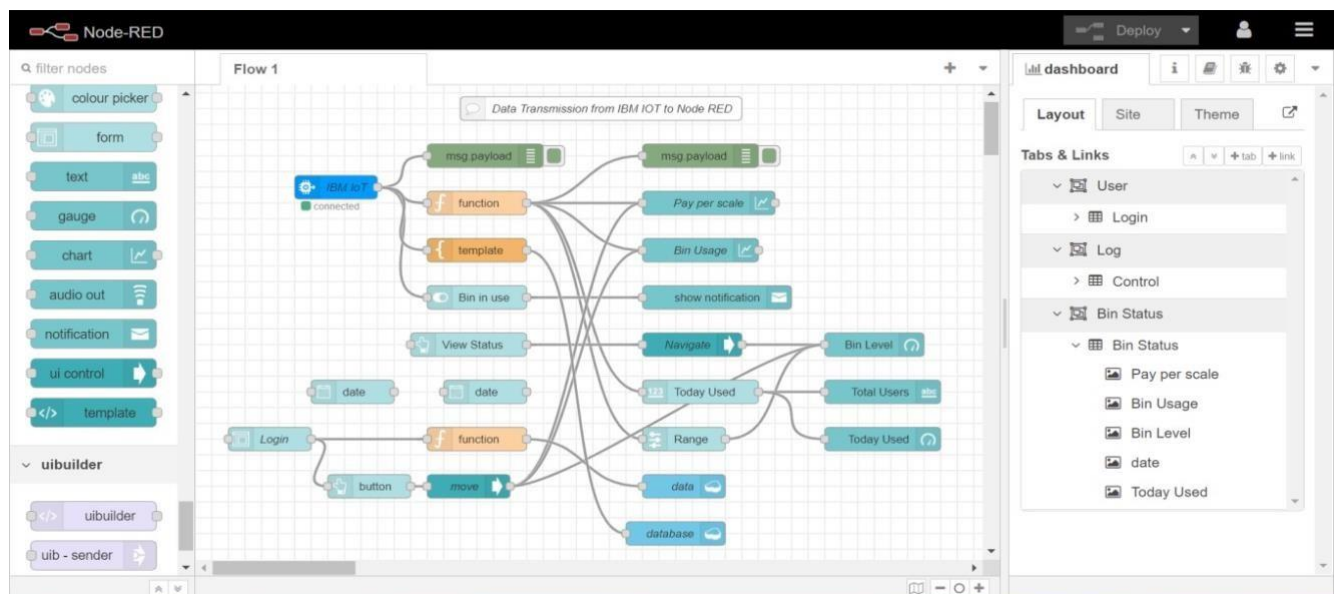 Node-RED
Deploy
filter nodes
colour picker
form
text
abc
gauge
chart
audio out
notification
ui control
</> template
uibuilder
</> uibuilder
uib - sender
Flow 1
Data Transmission from IBM IOT to Node RED
msg.payload
msg.payload
IBM IoT
connected
f function
Pay per scale
{ template
Bin Usage
Bin in use
show notification
View Status
Navigate
Bin Level
date
date
123 Today Used
Total Users abc
Login
f function
Range
Today Used
button
move
data
database
dashboard
i
Layout
Site
Theme
Tabs & Links
+ tab
+ link
User
Login
Log
Control
Bin Status
Bin Status
Pay per scale
Bin Usage
Bin Level
date
Today Used